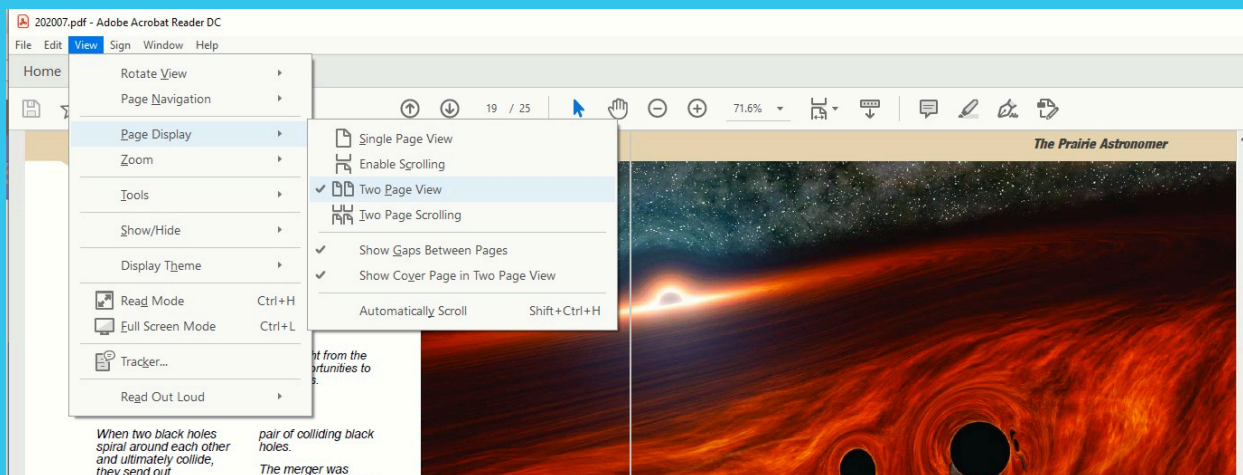 202007.pdf - Adobe Acrobat Reader DC
File Edit View Sign Window Help
Home
19 / 25
71.6%
Rotate View
Page Navigation
Page Display
Zoom
Tools
Show/Hide
Display Theme
Read Mode Ctrl+H
Full Screen Mode Ctrl+L
Tracker...
Read Out Loud
Single Page View
Enable Scrolling
Two Page View
Two Page Scrolling
Show Gaps Between Pages
Show Cover Page in Two Page View
Automatically Scroll Shift+Ctrl+H
The Prairie Astronomer
from the
to
When two black holes
spiral around each other
and ultimately collide,
they send out
pair of colliding black
holes.
The merger was